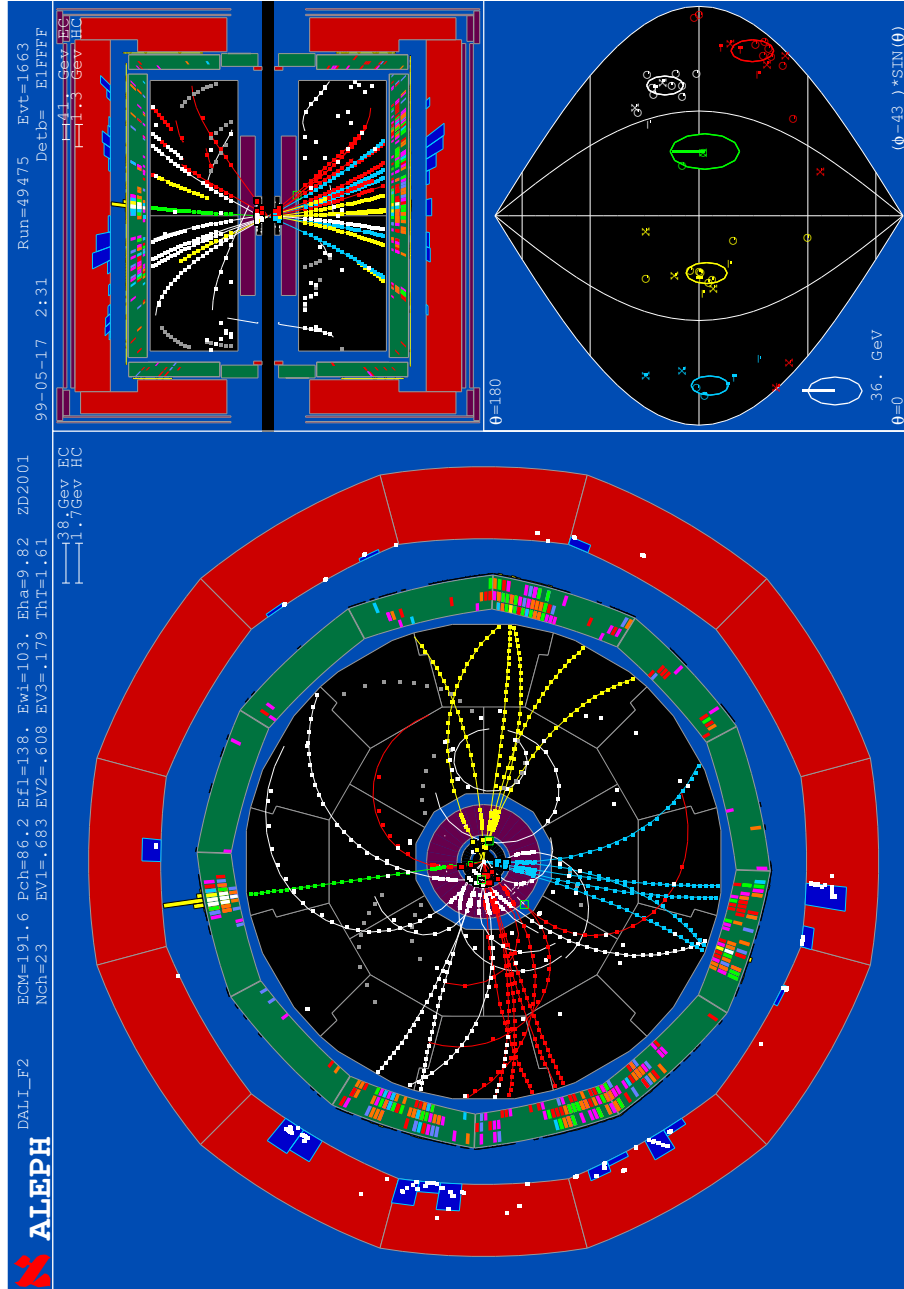 ALEPH DALI_F2 ECM=191.6 Pch=86.2 Efl=138. Ewi=103. Eha=9.82 ZD2001 99-05-17 2:31 Run=49475 Evt=1663
Nch=23 EV1=.683 EV2=.608 EV3=.179 ThT=1.61 Detb= E1FFFF
38.Gev EC
1.7Gev HC
41. Gev EC
1.3 Gev HC
θ=180
(ϕ-43 )*SIN(θ)
36. GeV
θ=0